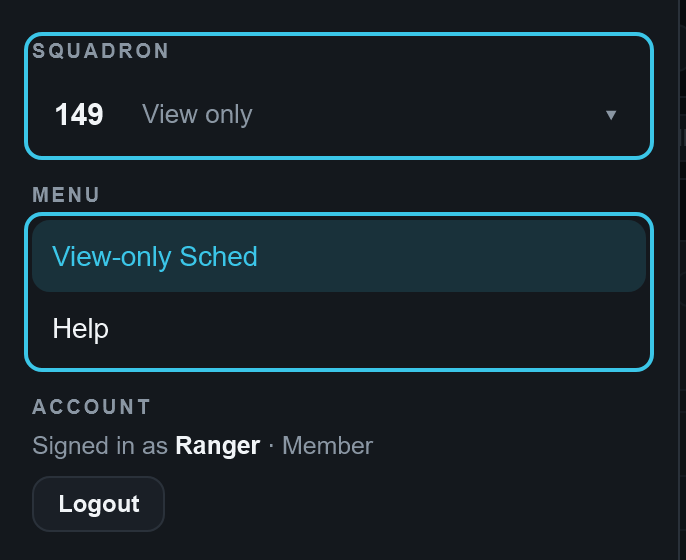 SQUADRON
149 View only ▼
MENU
View-only Sched
Help
ACCOUNT
Signed in as Ranger · Member
Logout